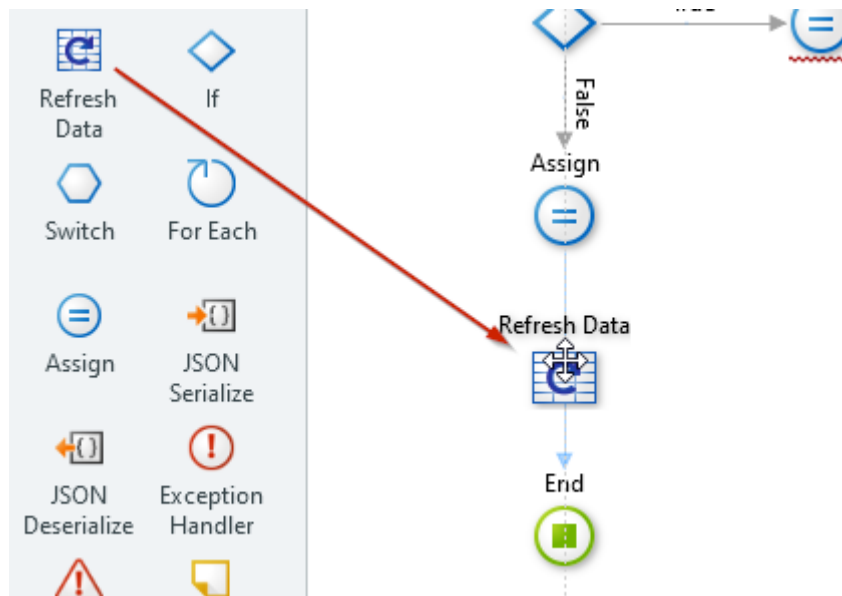 Refresh
Data
If
Switch
For Each
Assign
JSON
Serialize
JSON
Deserialize
Exception
Handler
False
Assign
Refresh Data
End